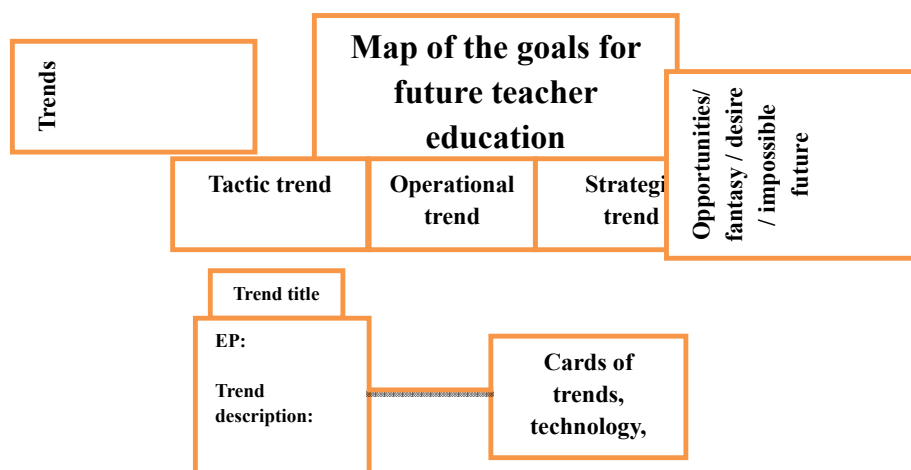 Map of the goals for
future teacher
education
Trends
Opportunities/
fantasy / desire
/ impossible
future
Tactic trend
Operational
trend
Strategi
trend
Trend title
EP:
Trend
description:
Cards of
trends,
technology,